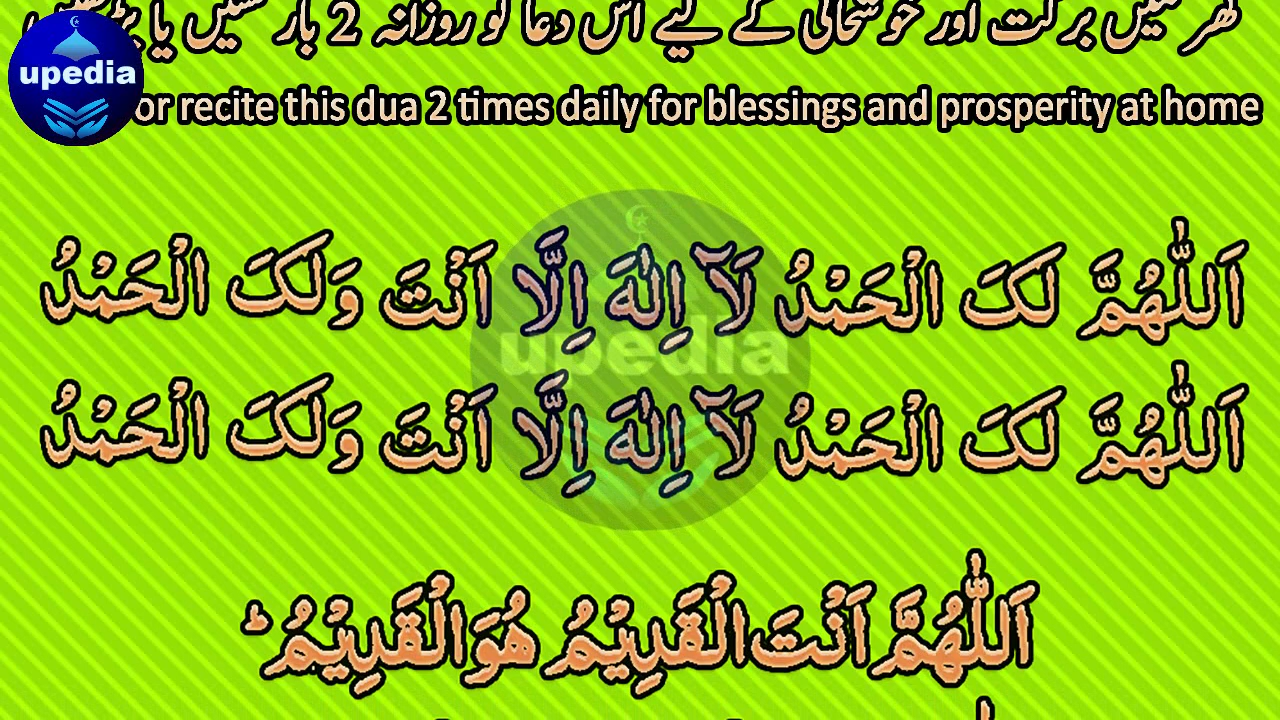 گھر میں برکت اور خوشحالی کے لیے اس دعا کو روزانہ 2 بار سنیں یا پڑھیں
upedia
or recite this dua 2 times daily for blessings and prosperity at home
اَللّٰهُمَّ لَکَ الْحَمْدُ لَآ اِلٰهَ اِلَّا اَنْتَ وَلَکَ الْحَمْدُ
upedia
اَللّٰهُمَّ لَکَ الْحَمْدُ لَآ اِلٰهَ اِلَّا اَنْتَ وَلَکَ الْحَمْدُ
اَللّٰهُمَّ اَنْتَ الْقَدِیْمُ هُوَ الْقَدِیْمُ ؕ